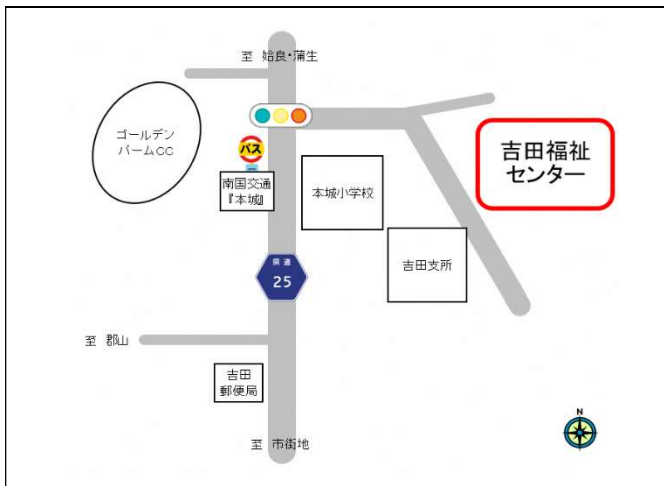 至 姶良・蒲生
ゴールデン
パームCC
バス
南国交通
『本城』
本城小学校
吉田福祉
センター
吉田支所
県道
25
至 郡山
吉田
郵便局
至 市街地
N